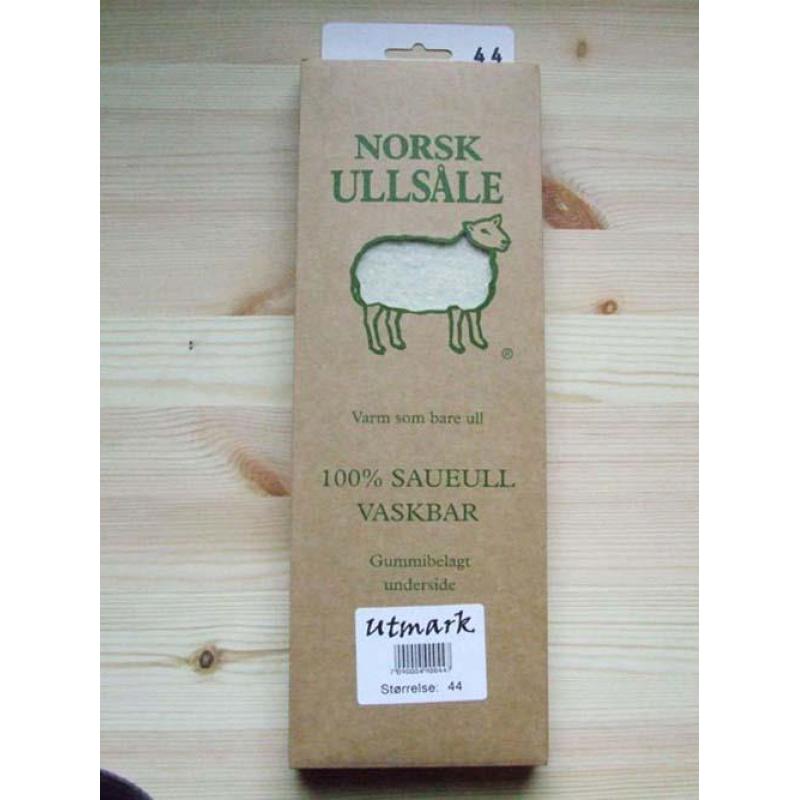 44
NORSK
ULLSÅLE
®
Varm som bare ull
100% SAUEULL
VASKBAR
Gummibelagt
underside
utmark
Størrelse: 44